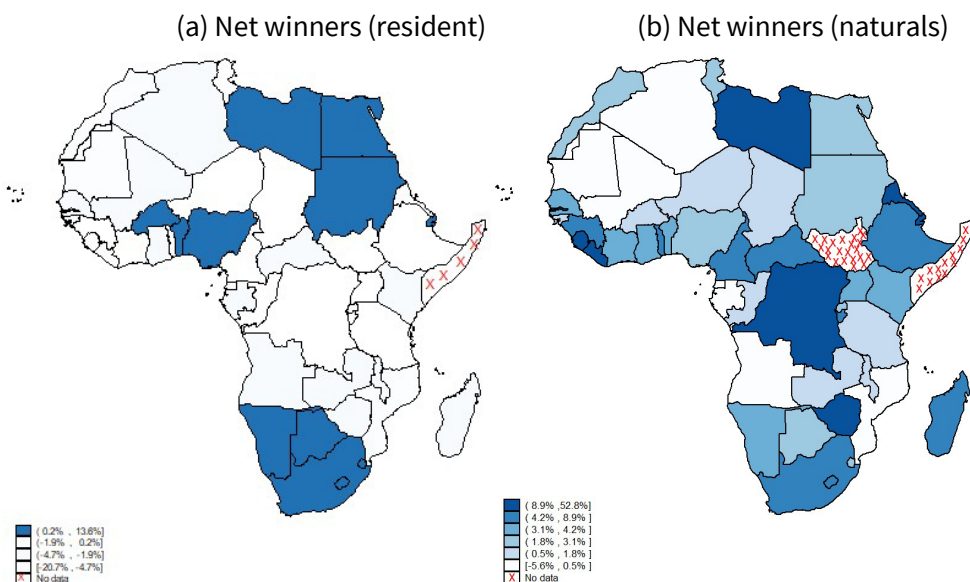 (a) Net winners (resident)
(b) Net winners (naturals)
( 0.2% , 13.6%]
(-1.9% , 0.2%]
(-4.7% , -1.9%]
[-20.7% , -4.7%]
X No data
( 8.9% ,52.8%]
( 4.2% , 8.9% ]
( 3.1% , 4.2% ]
( 1.8% , 3.1% ]
( 0.5% , 1.8% ]
[-5.6% , 0.5% ]
X No data